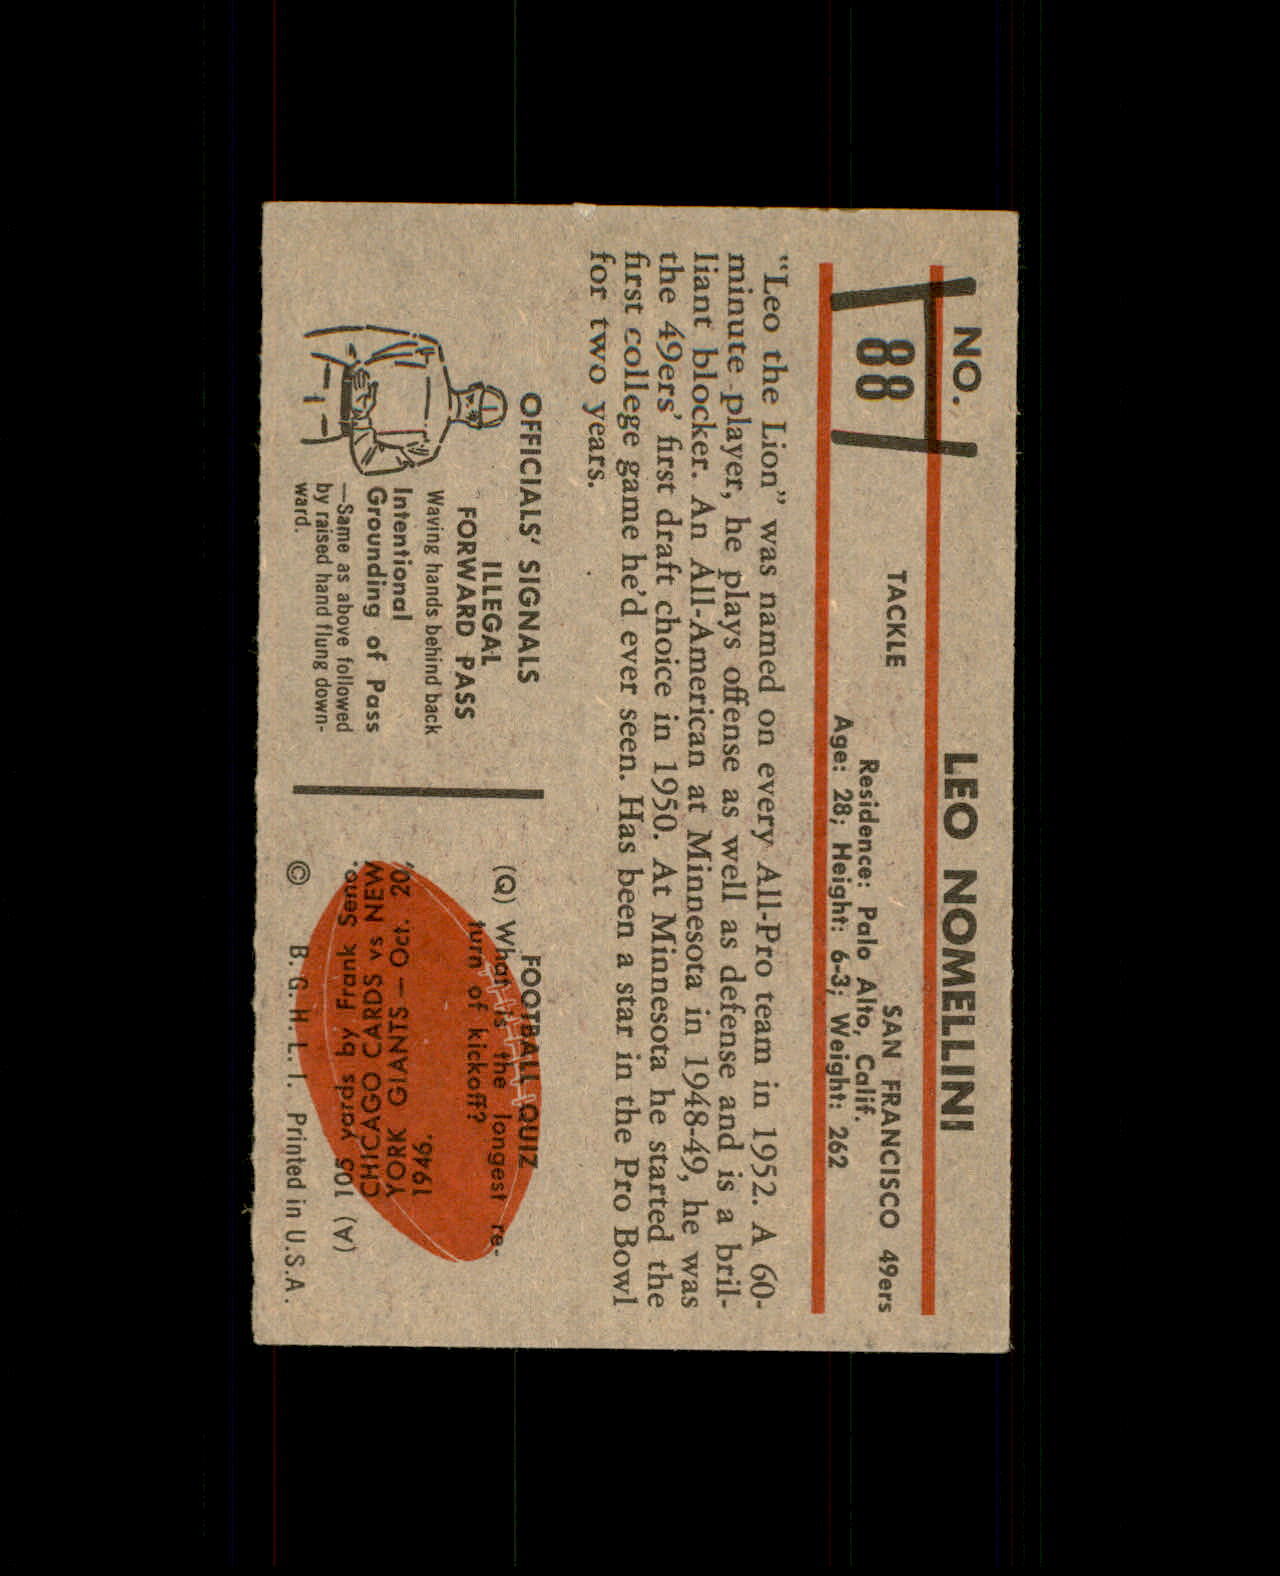 NO.
88
LEO NOMELLINI
TACKLE
SAN FRANCISCO 49ers
Residence: Palo Alto, Calif.
Age: 28; Height: 6-3; Weight: 262
"Leo the Lion" was named on every All-Pro team in 1952. A 60-
minute player, he plays offense as well as defense and is a bril-
liant blocker. An All-American at Minnesota in 1948-49, he was
the 49ers' first draft choice in 1950. At Minnesota he started the
first college game he'd ever seen. Has been a star in the Pro Bowl
for two years.
OFFICIALS' SIGNALS
ILLEGAL
FORWARD PASS
Waving hands behind back
Intentional
Grounding of Pass
—Same as above followed
by raised hand flung down-
ward.
FOOTBALL QUIZ
(Q) What is the longest re-
turn of kickoff?
(A) 105 yards by Frank Seno.
CHICAGO CARDS vs NEW
YORK GIANTS — Oct. 20,
1946.
© B. G. H. L. I. Printed in U.S.A.